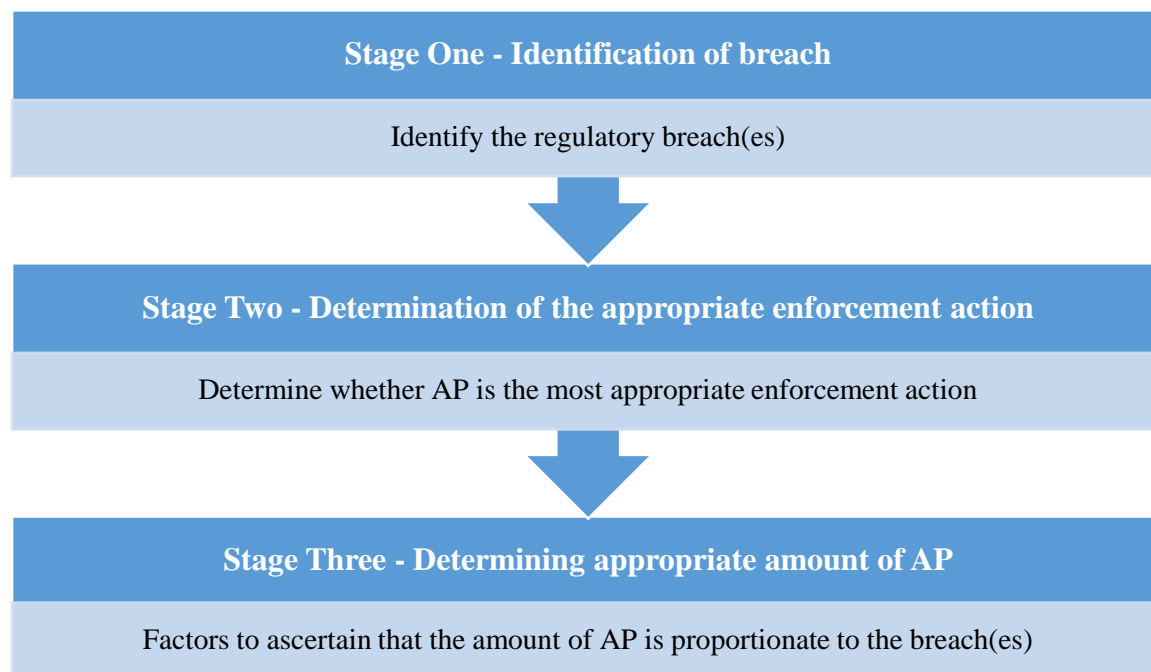 Stage One - Identification of breach
Identify the regulatory breach(es)
Stage Two - Determination of the appropriate enforcement action
Determine whether AP is the most appropriate enforcement action
Stage Three - Determining appropriate amount of AP
Factors to ascertain that the amount of AP is proportionate to the breach(es)